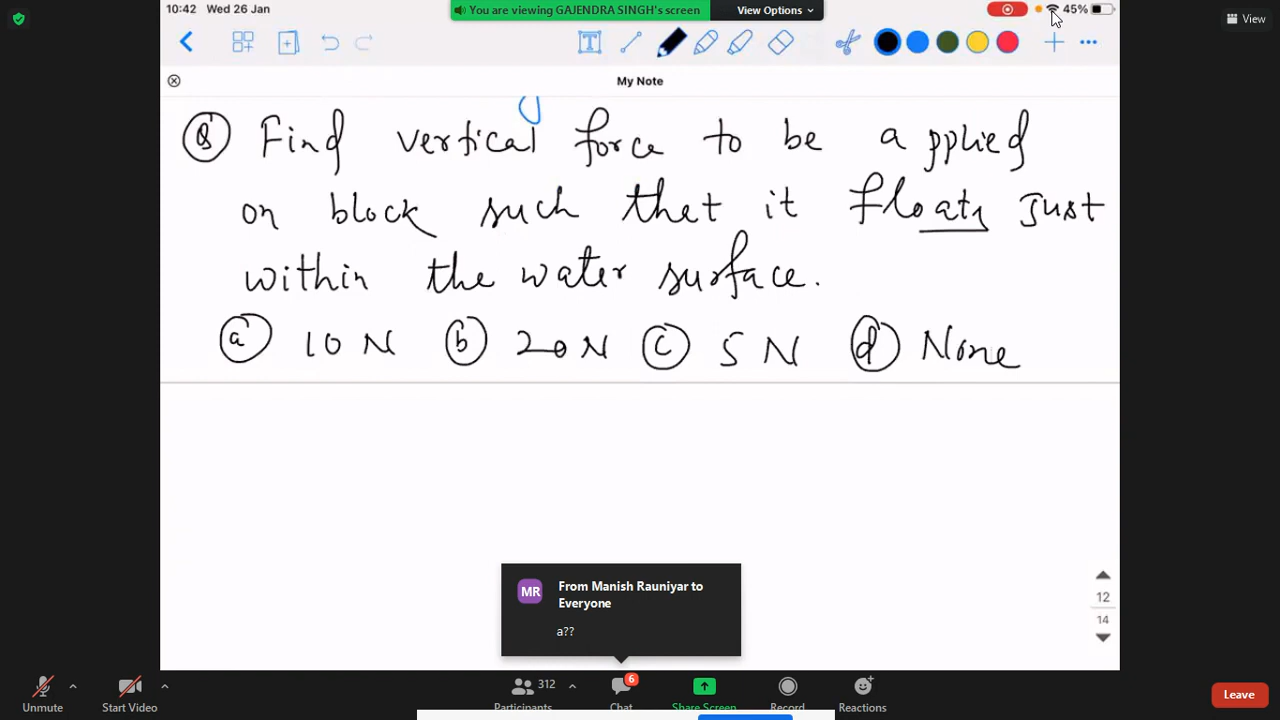 10:42 Wed 26 Jan
You are viewing GAJENDRA SINGH's screen
View Options
45%
View
My Note
Q Find vertical force to be applied
on block such that it floats just
within the water surface.
a 10 N b 20 N c 5 N d None
MR From Manish Rauniyar to
Everyone
a??
12
14
312
6
Unmute Start Video Participants Chat Share Screen Record Reactions Leave